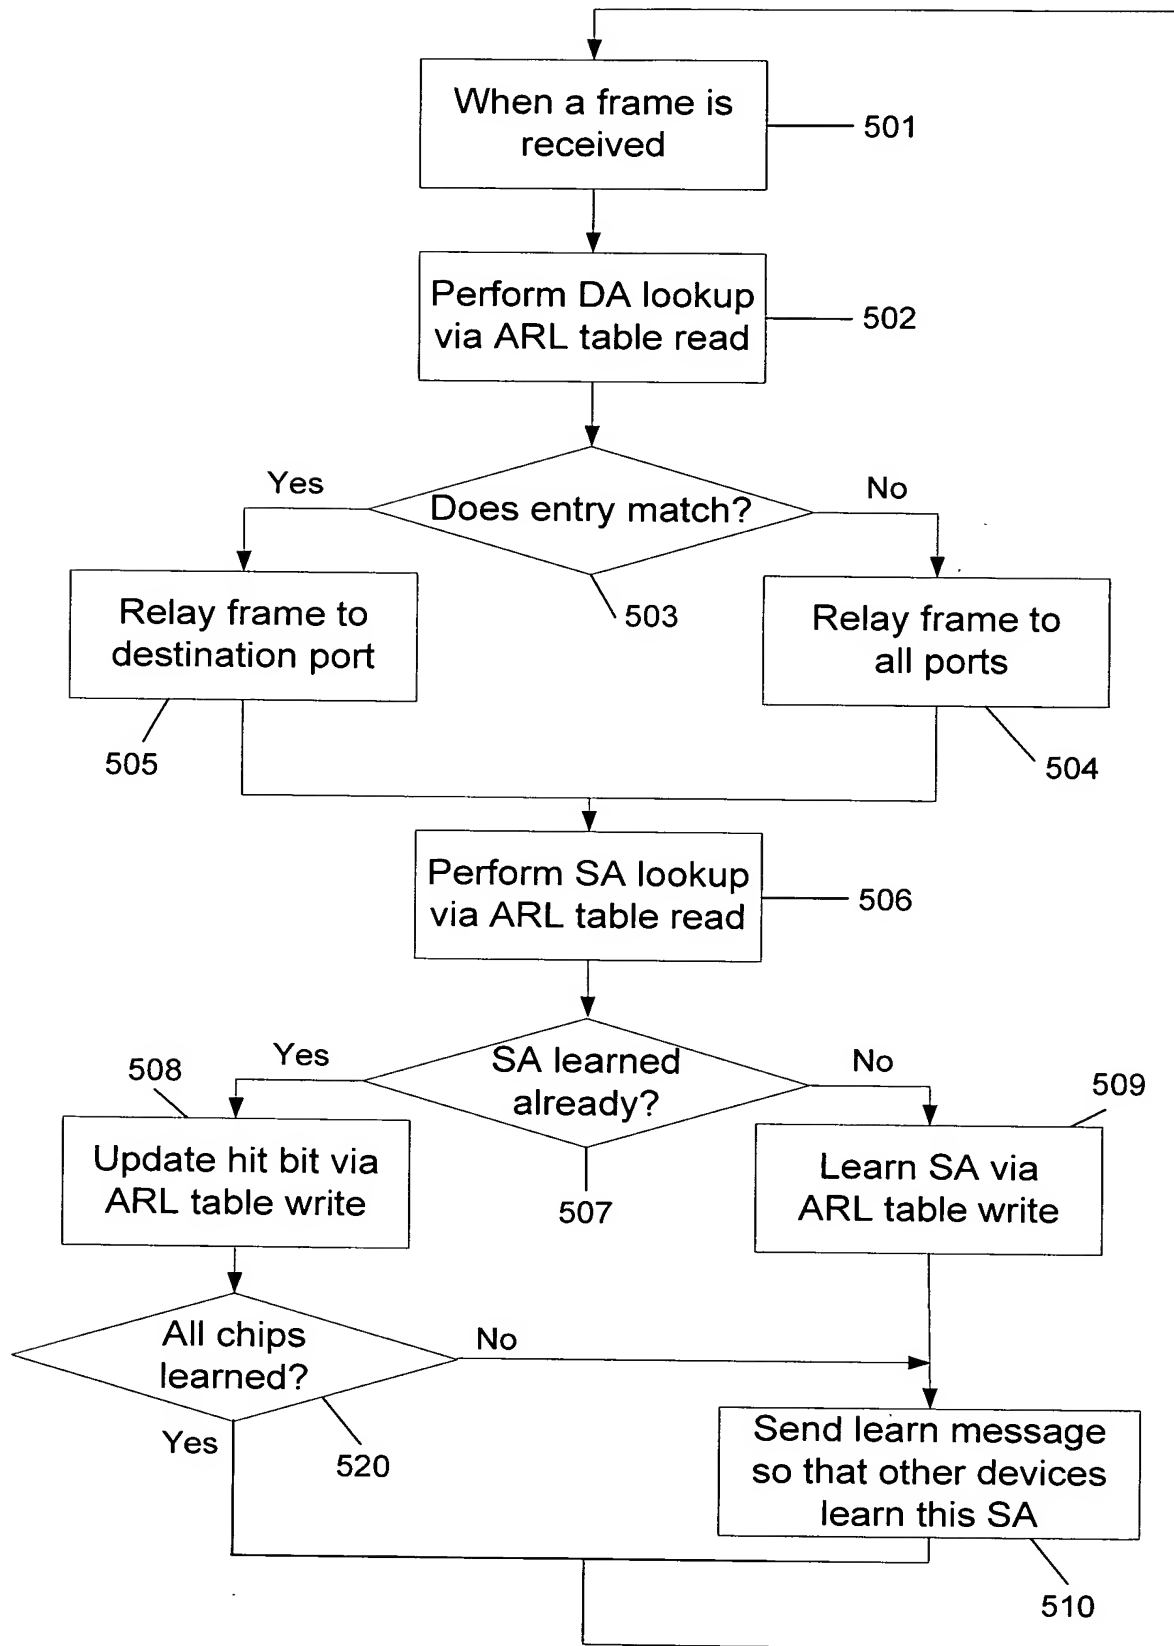 When a frame is
received
501
Perform DA lookup
via ARL table read
502
Yes
Does entry match?
No
503
Relay frame to
destination port
505
Relay frame to
all ports
504
Perform SA lookup
via ARL table read
506
Yes
SA learned
already?
No
507
508
Update hit bit via
ARL table write
509
Learn SA via
ARL table write
All chips
learned?
No
Yes
520
Send learn message
so that other devices
learn this SA
510